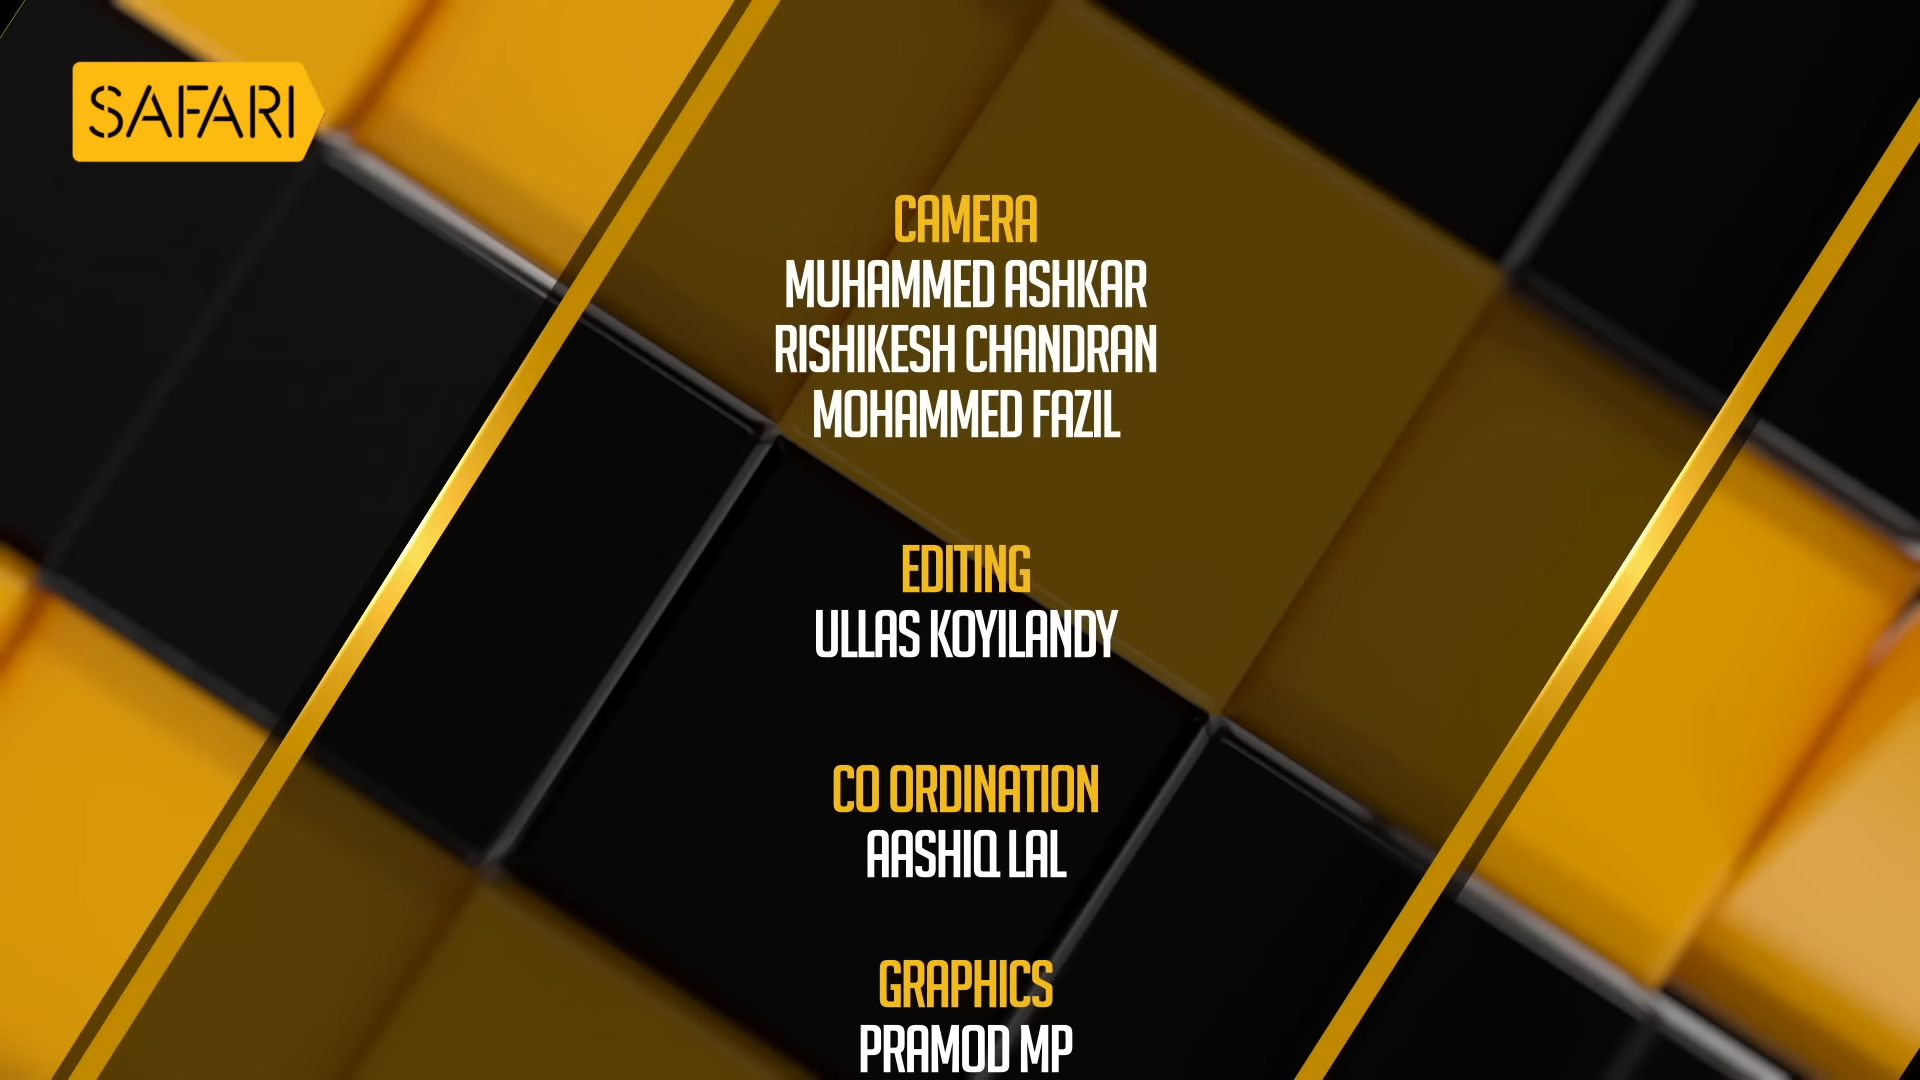 SAFARI
CAMERA
MUHAMMED ASHKAR
RISHIKESH CHANDRAN
MOHAMMED FAZIL
EDITING
ULLAS KOYILANDY
CO ORDINATION
AASHIQ LAL
GRAPHICS
PRAMOD MP